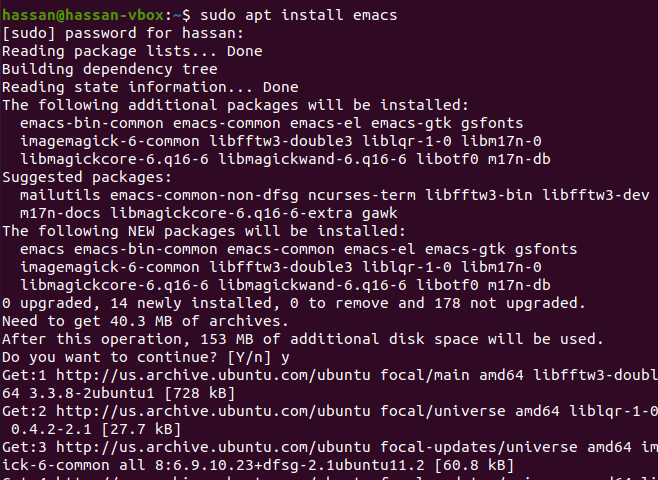 hassan@hassan-vbox:~$ sudo apt install emacs
[sudo] password for hassan:
Reading package lists... Done
Building dependency tree
Reading state information... Done
The following additional packages will be installed:
  emacs-bin-common emacs-common emacs-el emacs-gtk gsfonts
  imagemagick-6-common libfftw3-double3 liblqr-1-0 libm17n-0
  libmagickcore-6.q16-6 libmagickwand-6.q16-6 libotf0 m17n-db
Suggested packages:
  mailutils emacs-common-non-dfsg ncurses-term libfftw3-bin libfftw3-dev
  m17n-docs libmagickcore-6.q16-6-extra gawk
The following NEW packages will be installed:
  emacs emacs-bin-common emacs-common emacs-el emacs-gtk gsfonts
  imagemagick-6-common libfftw3-double3 liblqr-1-0 libm17n-0
  libmagickcore-6.q16-6 libmagickwand-6.q16-6 libotf0 m17n-db
0 upgraded, 14 newly installed, 0 to remove and 178 not upgraded.
Need to get 40.3 MB of archives.
After this operation, 153 MB of additional disk space will be used.
Do you want to continue? [Y/n] y
Get:1 http://us.archive.ubuntu.com/ubuntu focal/main amd64 libfftw3-doubl
64 3.3.8-2ubuntu1 [728 kB]
Get:2 http://us.archive.ubuntu.com/ubuntu focal/universe amd64 liblqr-1-0
 0.4.2-2.1 [27.7 kB]
Get:3 http://us.archive.ubuntu.com/ubuntu focal-updates/universe amd64 im
ick-6-common all 8:6.9.10.23+dfsg-2.1ubuntu11.2 [60.8 kB]